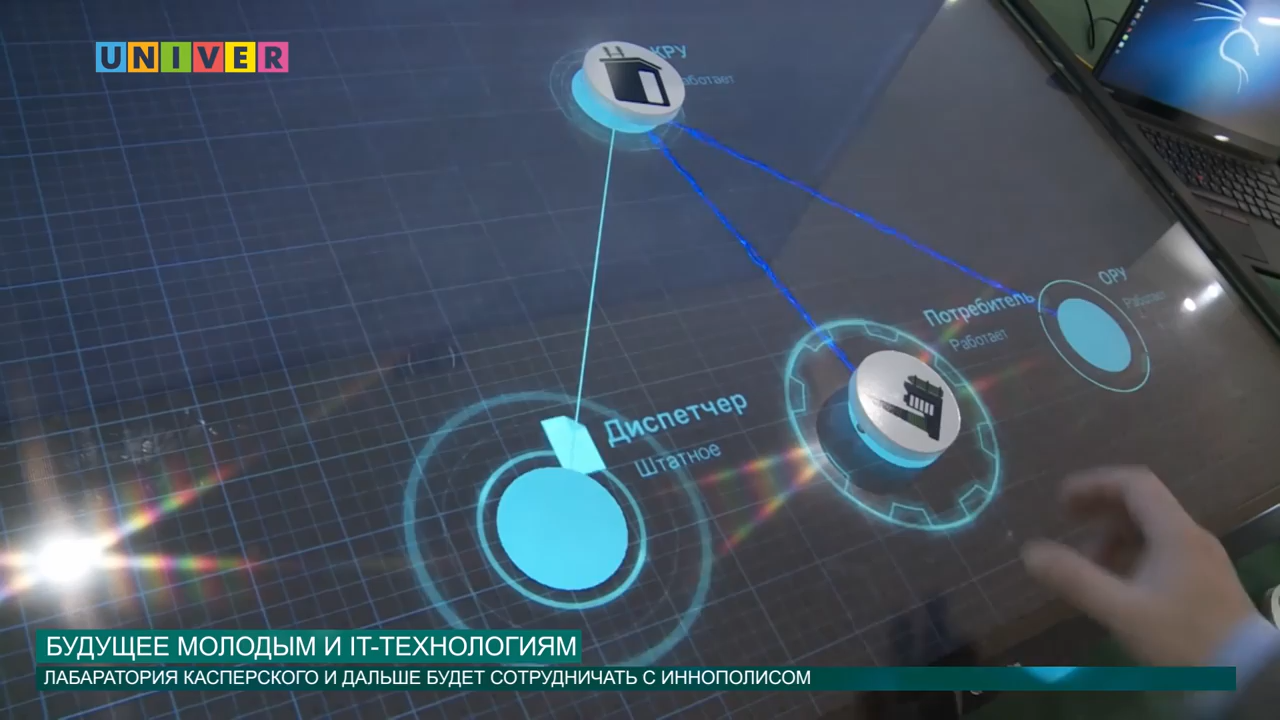 UNIVER
КРУ
работает
ОРУ
Работает
Потребитель
Работает
Диспетчер
Штатное
БУДУЩЕЕ МОЛОДЫМ И IT-ТЕХНОЛОГИЯМ
ЛАБАРАТОРИЯ КАСПЕРСКОГО И ДАЛЬШЕ БУДЕТ СОТРУДНИЧАТЬ С ИННОПОЛИСОМ